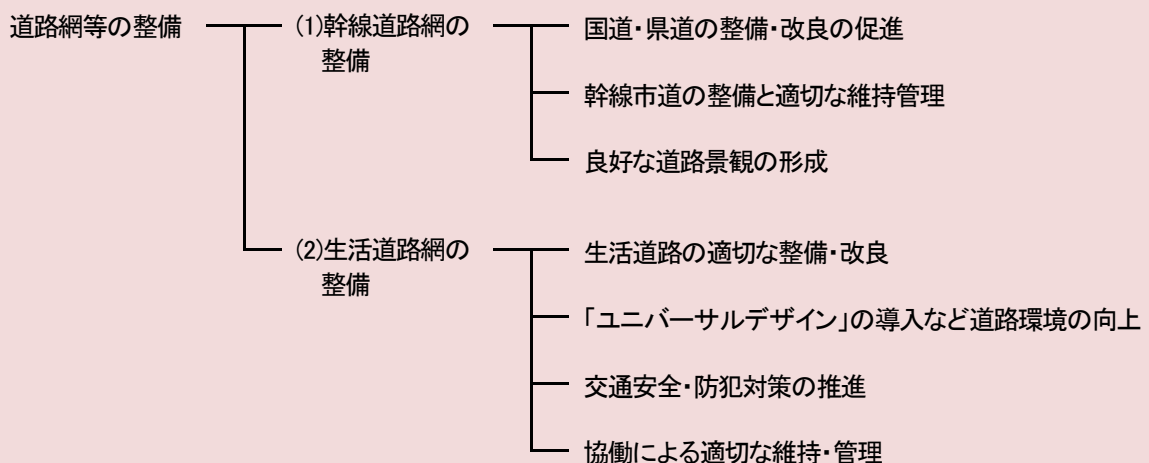 道路網等の整備
(1)幹線道路網の
整備
国道・県道の整備・改良の促進
幹線市道の整備と適切な維持管理
良好な道路景観の形成
(2)生活道路網の
整備
生活道路の適切な整備・改良
「ユニバーサルデザイン」の導入など道路環境の向上
交通安全・防犯対策の推進
協働による適切な維持・管理